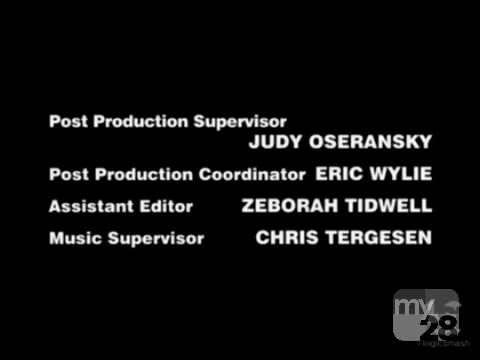 Post Production Supervisor
JUDY OSERANSKY
Post Production Coordinator ERIC WYLIE
Assistant Editor ZEBORAH TIDWELL
Music Supervisor CHRIS TERGESEN
my
28